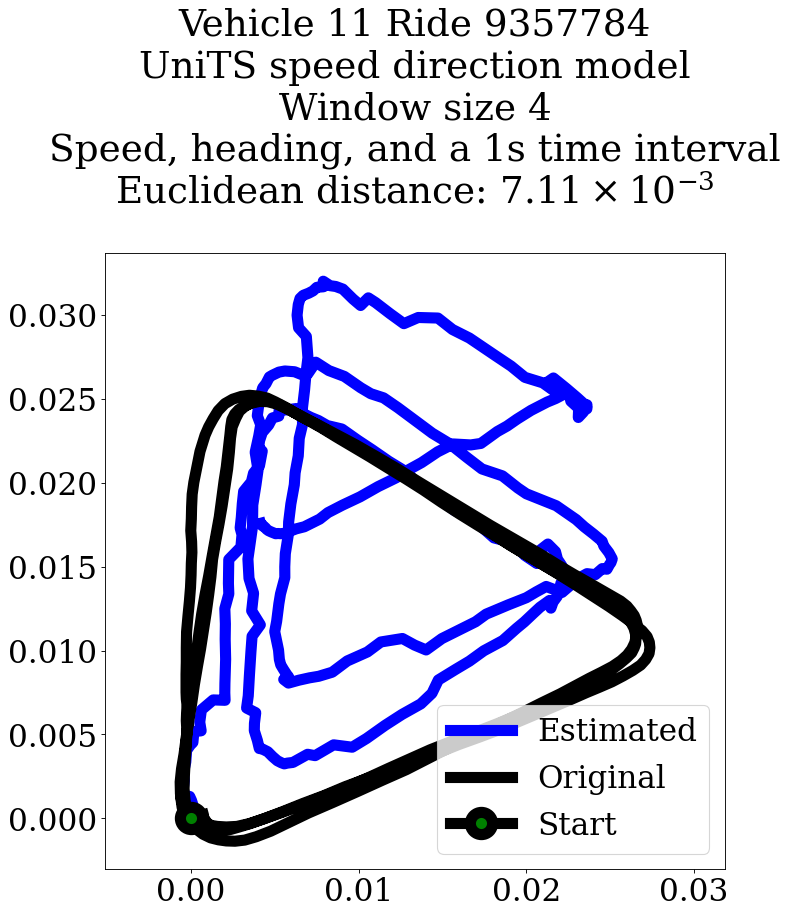 Vehicle 11 Ride 9357784
UniTS speed direction model
Window size 4
Speed, heading, and a 1s time interval
Euclidean distance: 7.11 × 10⁻³
0.030
0.025
0.020
0.015
0.010
0.005
0.000
Estimated
Original
Start
0.00 0.01 0.02 0.03